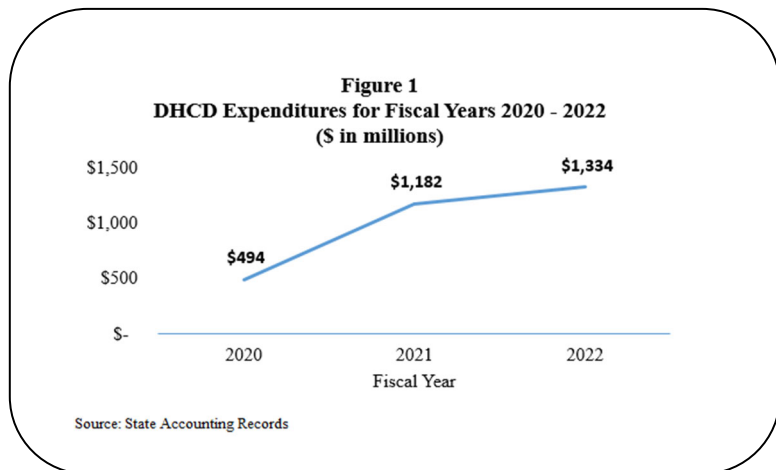 Figure 1
DHCD Expenditures for Fiscal Years 2020 - 2022
($ in millions)
$1,500
$1,334
$1,182
$1,000
$494
$500
$-
2020 2021 2022
Fiscal Year
Source: State Accounting Records